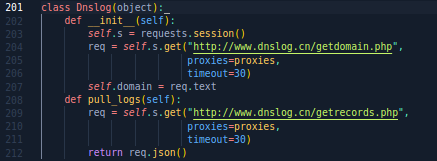 201 class Dnslog(object):
202 def __init__(self):
203 self.s = requests.session()
204 req = self.s.get("http://www.dnslog.cn/getdomain.php",
205 proxies=proxies,
206 timeout=30)
207 self.domain = req.text
208 def pull_logs(self):
209 req = self.s.get("http://www.dnslog.cn/getrecords.php",
210 proxies=proxies,
211 timeout=30)
212 return req.json()